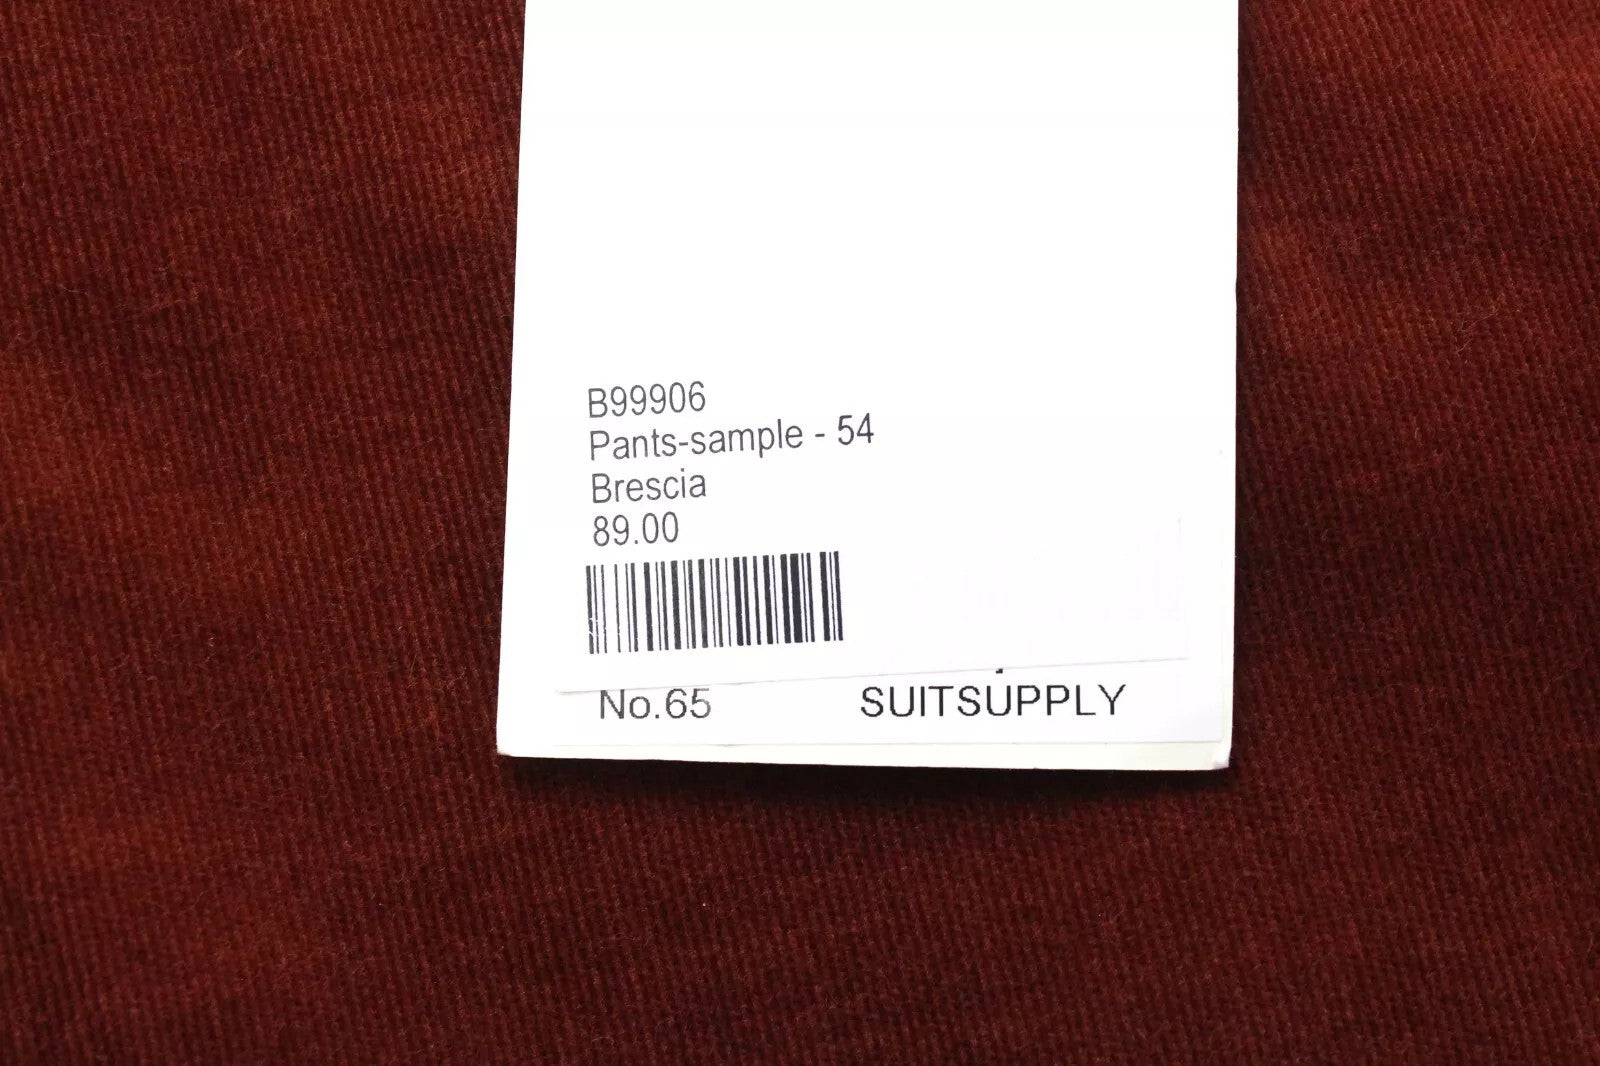 B99906
Pants-sample - 54
Brescia
89.00
No.65 SUITSUPPLY